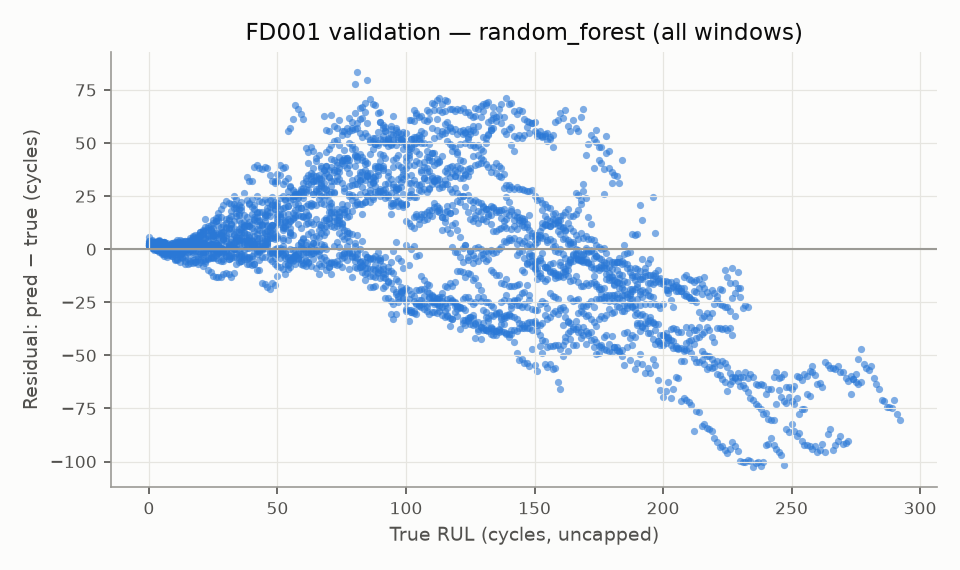 FD001 validation — random_forest (all windows)
Residual: pred − true (cycles)
75
50
25
0
−25
−50
−75
−100
0 50 100 150 200 250 300
True RUL (cycles, uncapped)